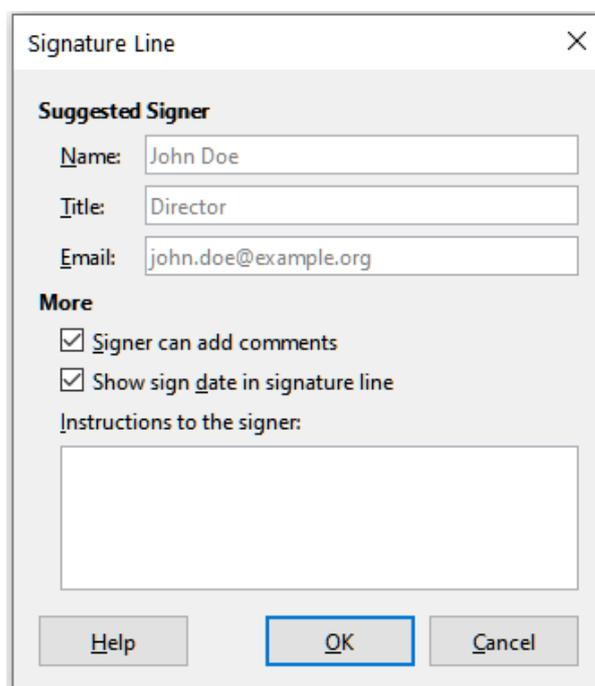 Signature Line
Suggested Signer
Name: John Doe
Title: Director
Email: john.doe@example.org
More
Signer can add comments
Show sign date in signature line
Instructions to the signer:
Help OK Cancel